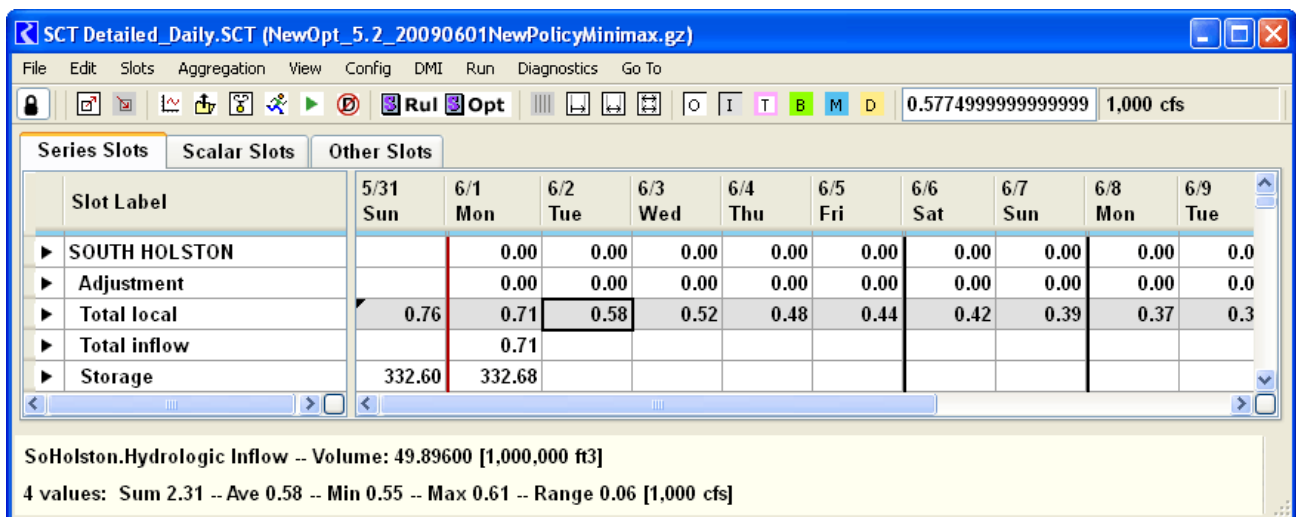 SCT Detailed_Daily.SCT (NewOpt_5.2_20090601NewPolicyMinimax.gz)
File Edit Slots Aggregation View Config DMI Run Diagnostics Go To
S Rul S Opt O I T B M D 0.5774999999999999 1,000 cfs
Series Slots Scalar Slots Other Slots
Slot Label 5/31 6/1 6/2 6/3 6/4 6/5 6/6 6/7 6/8 6/9
Sun Mon Tue Wed Thu Fri Sat Sun Mon Tue
SOUTH HOLSTON 0.00 0.00 0.00 0.00 0.00 0.00 0.00 0.00 0.0
Adjustment 0.00 0.00 0.00 0.00 0.00 0.00 0.00 0.00 0.0
Total local 0.76 0.71 0.58 0.52 0.48 0.44 0.42 0.39 0.37 0.3
Total inflow 0.71
Storage 332.60 332.68
SoHolston.Hydrologic Inflow -- Volume: 49.89600 [1,000,000 ft3]
4 values: Sum 2.31 -- Ave 0.58 -- Min 0.55 -- Max 0.61 -- Range 0.06 [1,000 cfs]